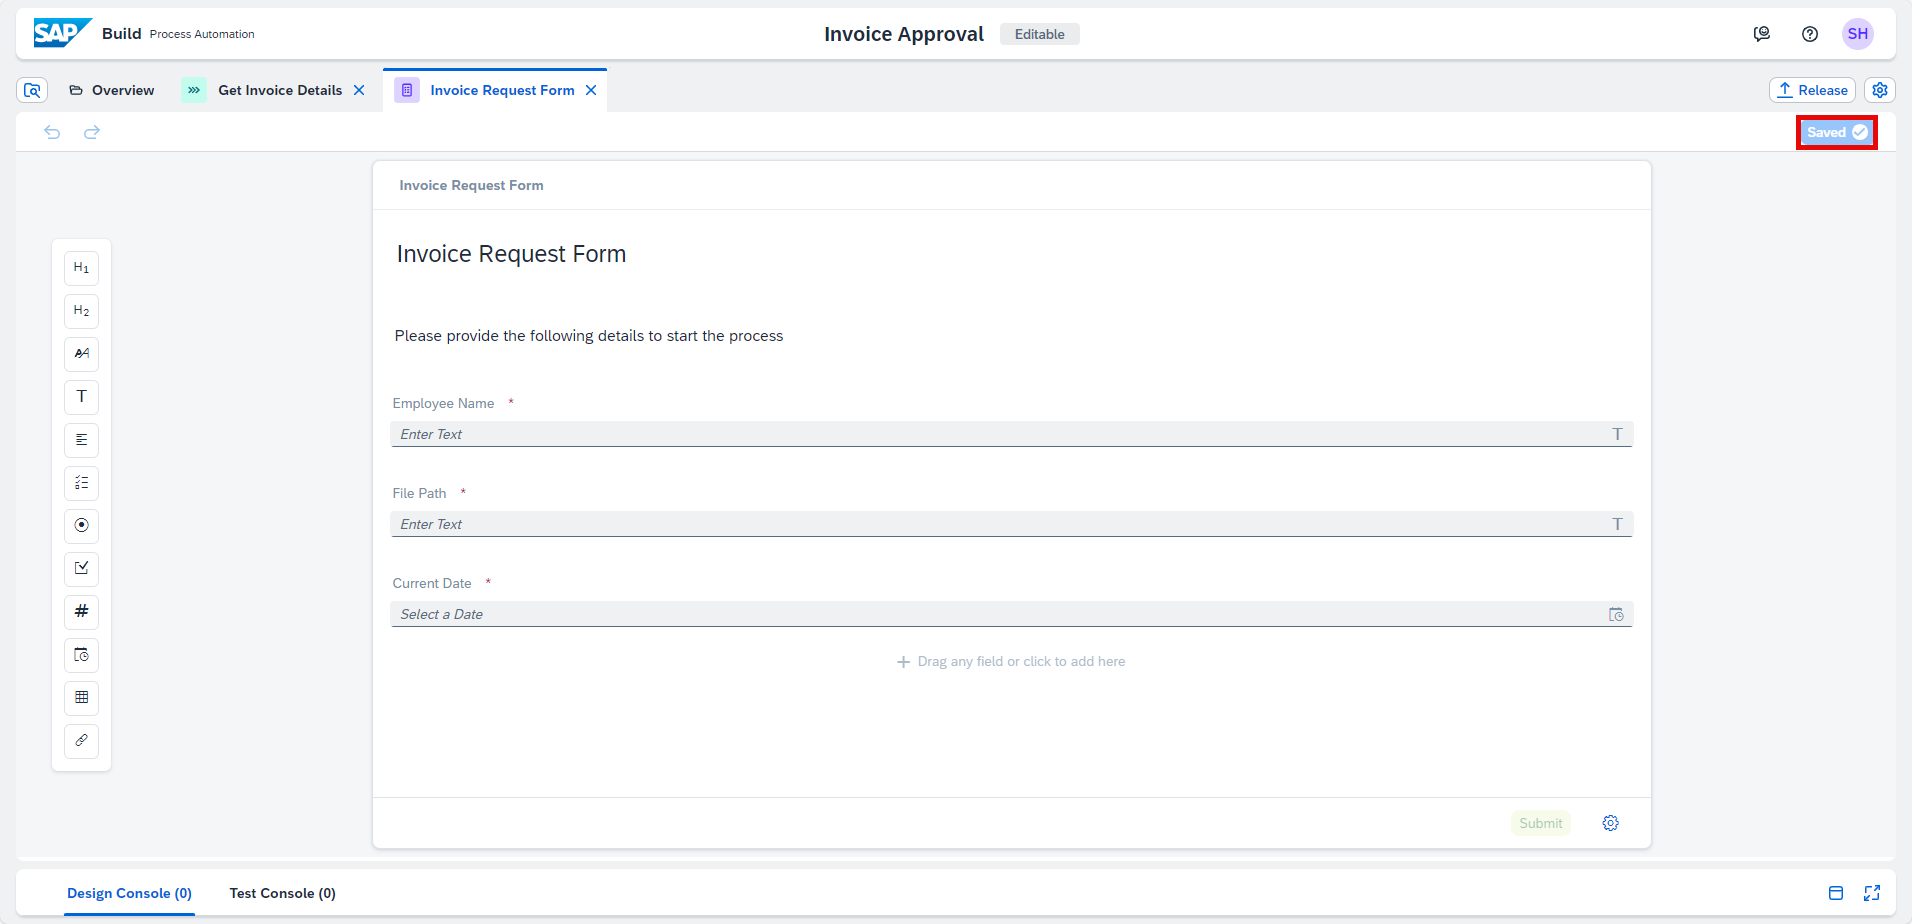 SAP Build Process Automation
Invoice Approval Editable
SH
Overview
Get Invoice Details
Invoice Request Form
Release
Saved
Invoice Request Form
Invoice Request Form
Please provide the following details to start the process
H1
H2
AA
T
#
Employee Name *
Enter Text T
File Path *
Enter Text T
Current Date *
Select a Date
+ Drag any field or click to add here
Submit
Design Console (0)
Test Console (0)